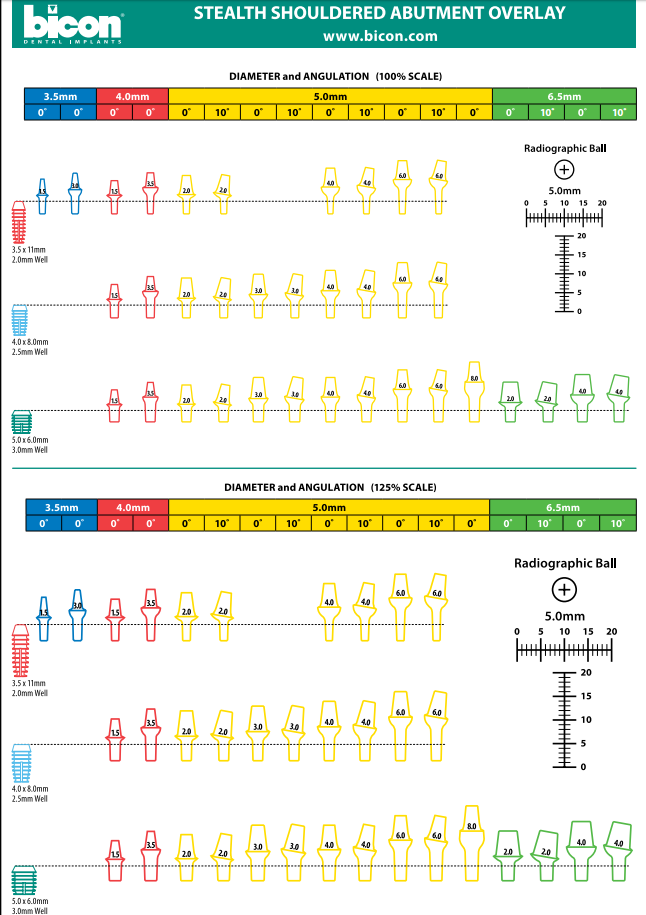 bicon®
DENTAL IMPLANTS
STEALTH SHOULDERED ABUTMENT OVERLAY
www.bicon.com
DIAMETER and ANGULATION (100% SCALE)
3.5mm 4.0mm 5.0mm 6.5mm
0° 0° 0° 0° 0° 10° 0° 10° 0° 10° 0° 10° 0° 0° 10° 0° 10°
Radiographic Ball
5.0mm
0 5 10 15 20
20
15
10
5
0
1.5 3.0 1.5 3.5 2.0 2.0 4.0 4.0 6.0 6.0
3.5 x 11mm
2.0mm Well
1.5 3.5 2.0 2.0 3.0 3.0 4.0 4.0 6.0 6.0
4.0 x 8.0mm
2.5mm Well
1.5 3.5 2.0 2.0 3.0 3.0 4.0 4.0 6.0 6.0 8.0 2.0 2.0 4.0 4.0
5.0 x 6.0mm
3.0mm Well
DIAMETER and ANGULATION (125% SCALE)
3.5mm 4.0mm 5.0mm 6.5mm
0° 0° 0° 0° 0° 10° 0° 10° 0° 10° 0° 10° 0° 0° 10° 0° 10°
Radiographic Ball
5.0mm
0 5 10 15 20
20
15
10
5
0
1.5 3.0 1.5 3.5 2.0 2.0 4.0 4.0 6.0 6.0
3.5 x 11mm
2.0mm Well
1.5 3.5 2.0 2.0 3.0 3.0 4.0 4.0 6.0 6.0
4.0 x 8.0mm
2.5mm Well
1.5 3.5 2.0 2.0 3.0 3.0 4.0 4.0 6.0 6.0 8.0 2.0 2.0 4.0 4.0
5.0 x 6.0mm
3.0mm Well